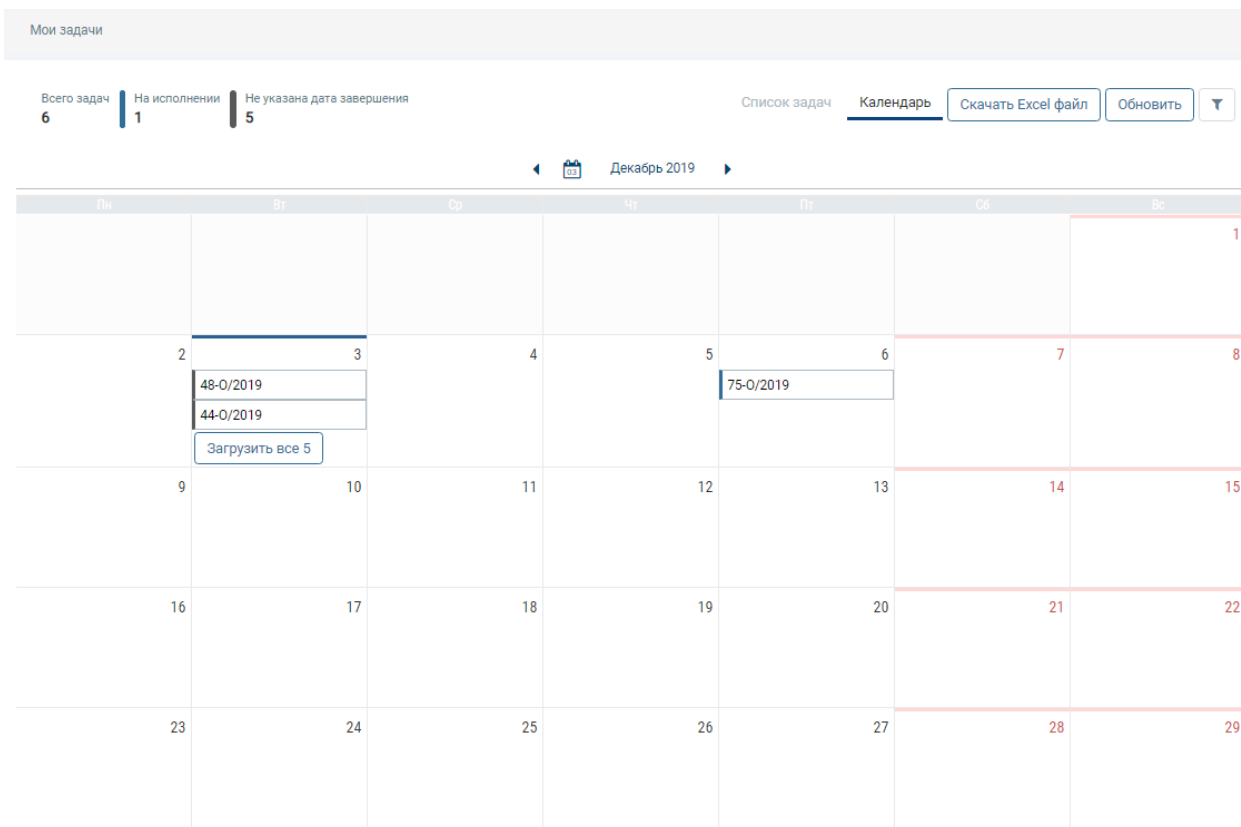 Мои задачи
Всего задач На исполнении Не указана дата завершения
6 1 5
Список задач Календарь Скачать Excel файл Обновить
03 Декабрь 2019
Пн Вт Ср Чт Пт Сб Вс
1
2 3 4 5 6 7 8
48-О/2019 75-О/2019
44-О/2019
Загрузить все 5
9 10 11 12 13 14 15
16 17 18 19 20 21 22
23 24 25 26 27 28 29